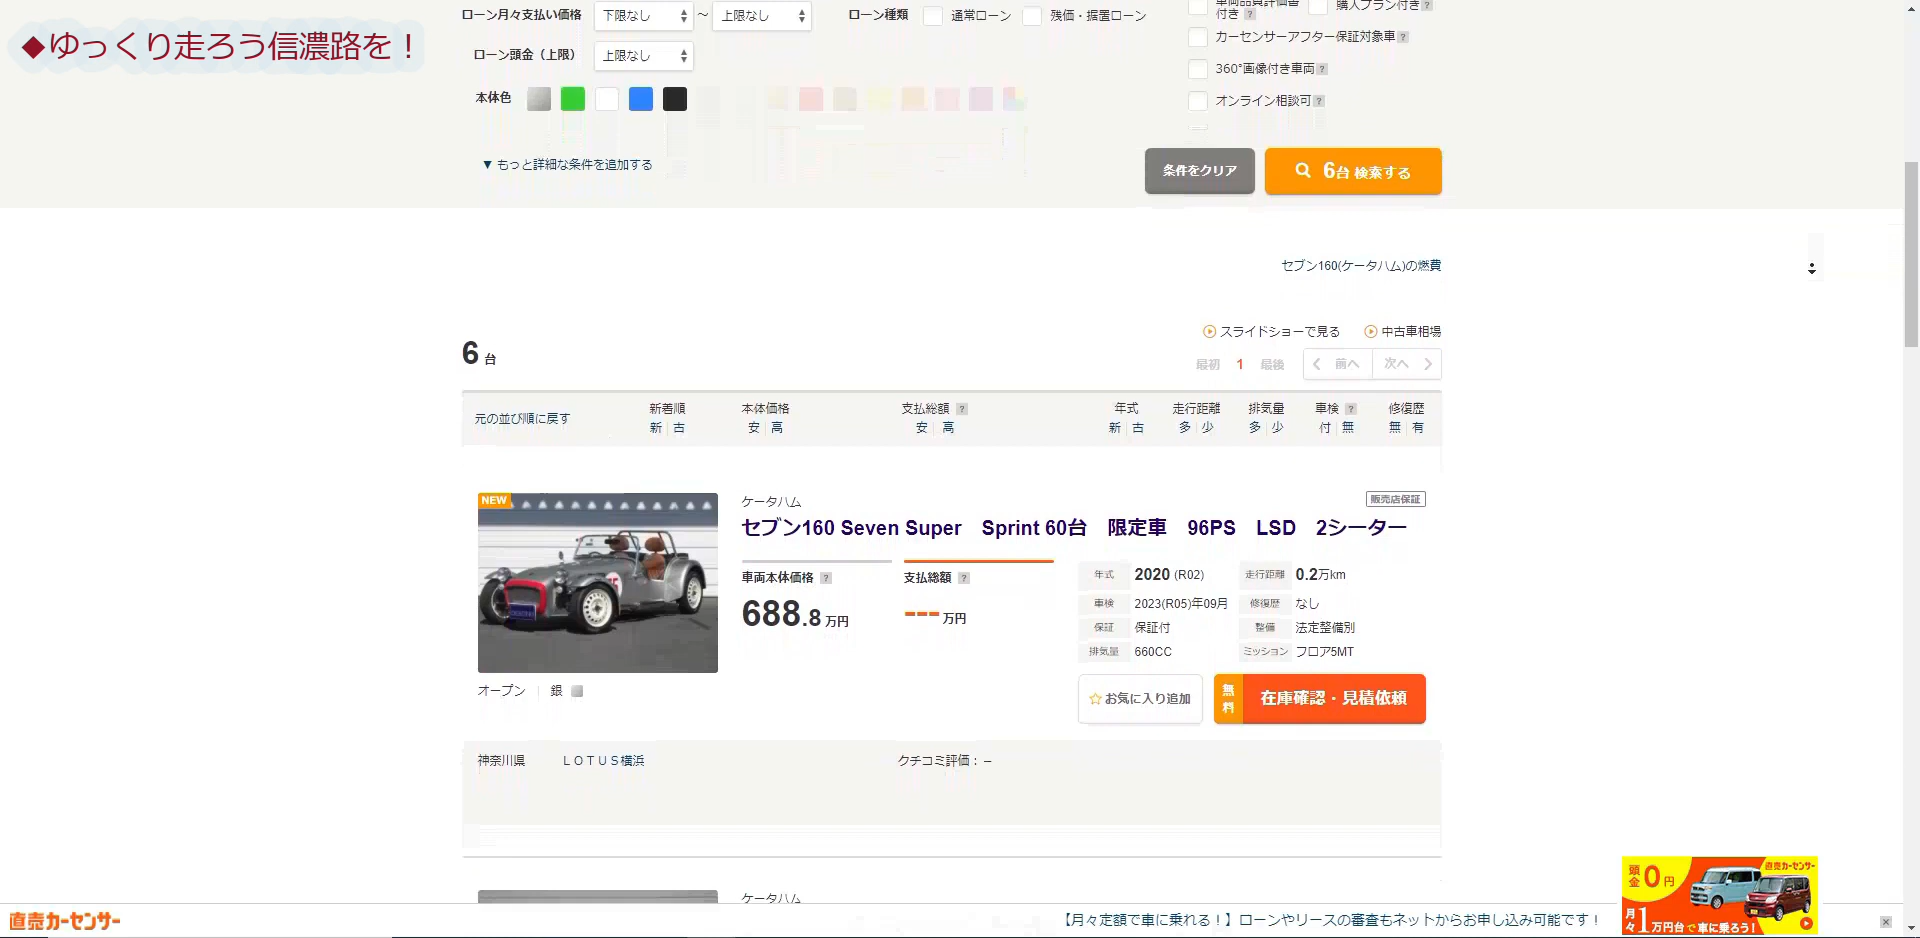 ローン月々支払い価格 下限なし ～ 上限なし ローン種類 通常ローン 残価・据置ローン
付き ? 購入プラン付き ?
◆ゆっくり走ろう信濃路を！
カーセンサーアフター保証対象車 ?
ローン頭金（上限） 上限なし
360°画像付き車両 ?
本体色
オンライン相談可 ?
▼ もっと詳細な条件を追加する
条件をクリア 6台 検索する
セブン160(ケータハム)の燃費
スライドショーで見る 中古車相場
6 台
最初 1 最後 前へ 次へ
元の並び順に戻す
新着順 本体価格 支払総額 ? 年式 走行距離 排気量 車検 ? 修復歴
新 古 安 高 安 高 新 古 多 少 多 少 付 無 無 有
NEW
ケータハム
販売店保証
セブン160 Seven Super　Sprint 60台　限定車　96PS　LSD　2シーター
車両本体価格 ? 支払総額 ?
688.8 万円 --- 万円
年式 2020 (R02) 走行距離 0.2万km
車検 2023(R05)年09月 修復歴 なし
保証 保証付 整備 法定整備別
排気量 660CC ミッション フロア5MT
オープン 銀
お気に入り追加 無料 在庫確認・見積依頼
神奈川県 ＬＯＴＵＳ横浜 クチコミ評価：－
ケータハム
直売カーセンサー
【月々定額で車に乗れる！】ローンやリースの審査もネットからお申し込み可能です！
頭金0円
直売カーセンサー
月々1万円台で車に乗ろう!